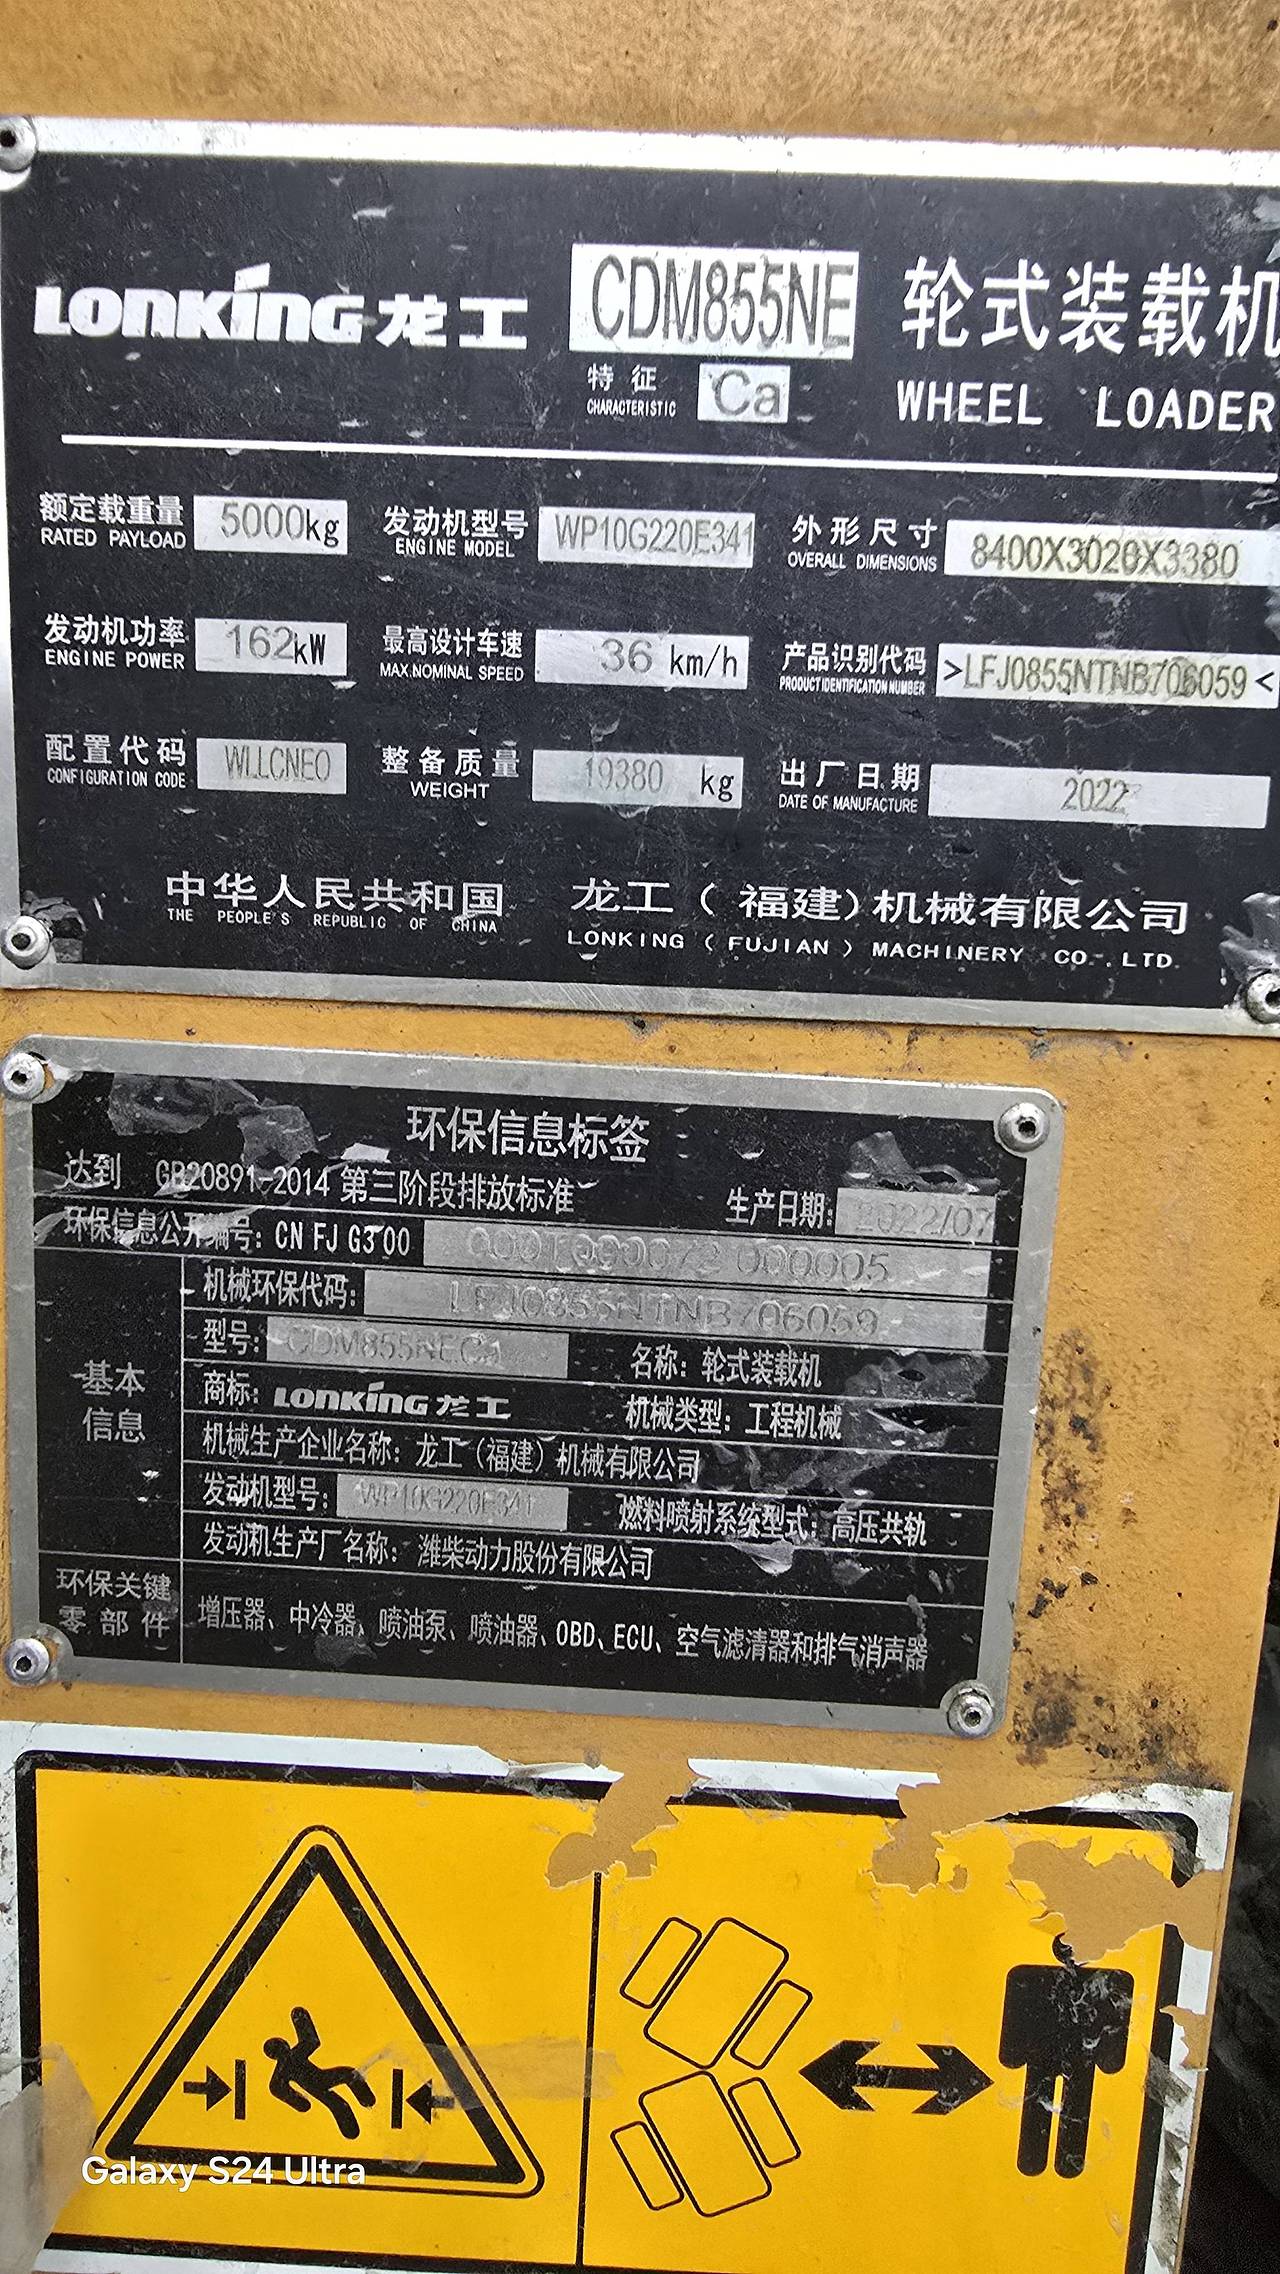 LONKING 龙工 CDM855NE 轮式装载机
特征 CHARACTERISTIC Ca WHEEL LOADER
额定载重量 RATED PAYLOAD 5000kg 发动机型号 ENGINE MODEL WP10G220E341 外形尺寸 OVERALL DIMENSIONS 8400X3020X3380
发动机功率 ENGINE POWER 162kW 最高设计车速 MAX.NOMINAL SPEED 36 km/h 产品识别代码 PRODUCT IDENTIFICATION NUMBER >LFJ0855NTNB706059<
配置代码 CONFIGURATION CODE WLLCNE0 整备质量 WEIGHT 19380 kg 出厂日期 DATE OF MANUFACTURE 2022
中华人民共和国 龙工（福建）机械有限公司
THE PEOPLE'S REPUBLIC OF CHINA LONKING ( FUJIAN ) MACHINERY CO.,LTD.
环保信息标签
达到 GB20891-2014 第三阶段排放标准 生产日期: 2022/07
环保信息公开编号: CN FJ G3 00
机械环保代码: LFJ0855NTNB706059
型号: CDM855NECa 名称: 轮式装载机
基本信息
商标: LONKING 龙工 机械类型: 工程机械
机械生产企业名称: 龙工（福建）机械有限公司
发动机型号: WP10G220E341 燃料喷射系统型式: 高压共轨
发动机生产厂名称: 潍柴动力股份有限公司
环保关键零部件 增压器、中冷器、喷油泵、喷油器、OBD、ECU、空气滤清器和排气消声器
Galaxy S24 Ultra